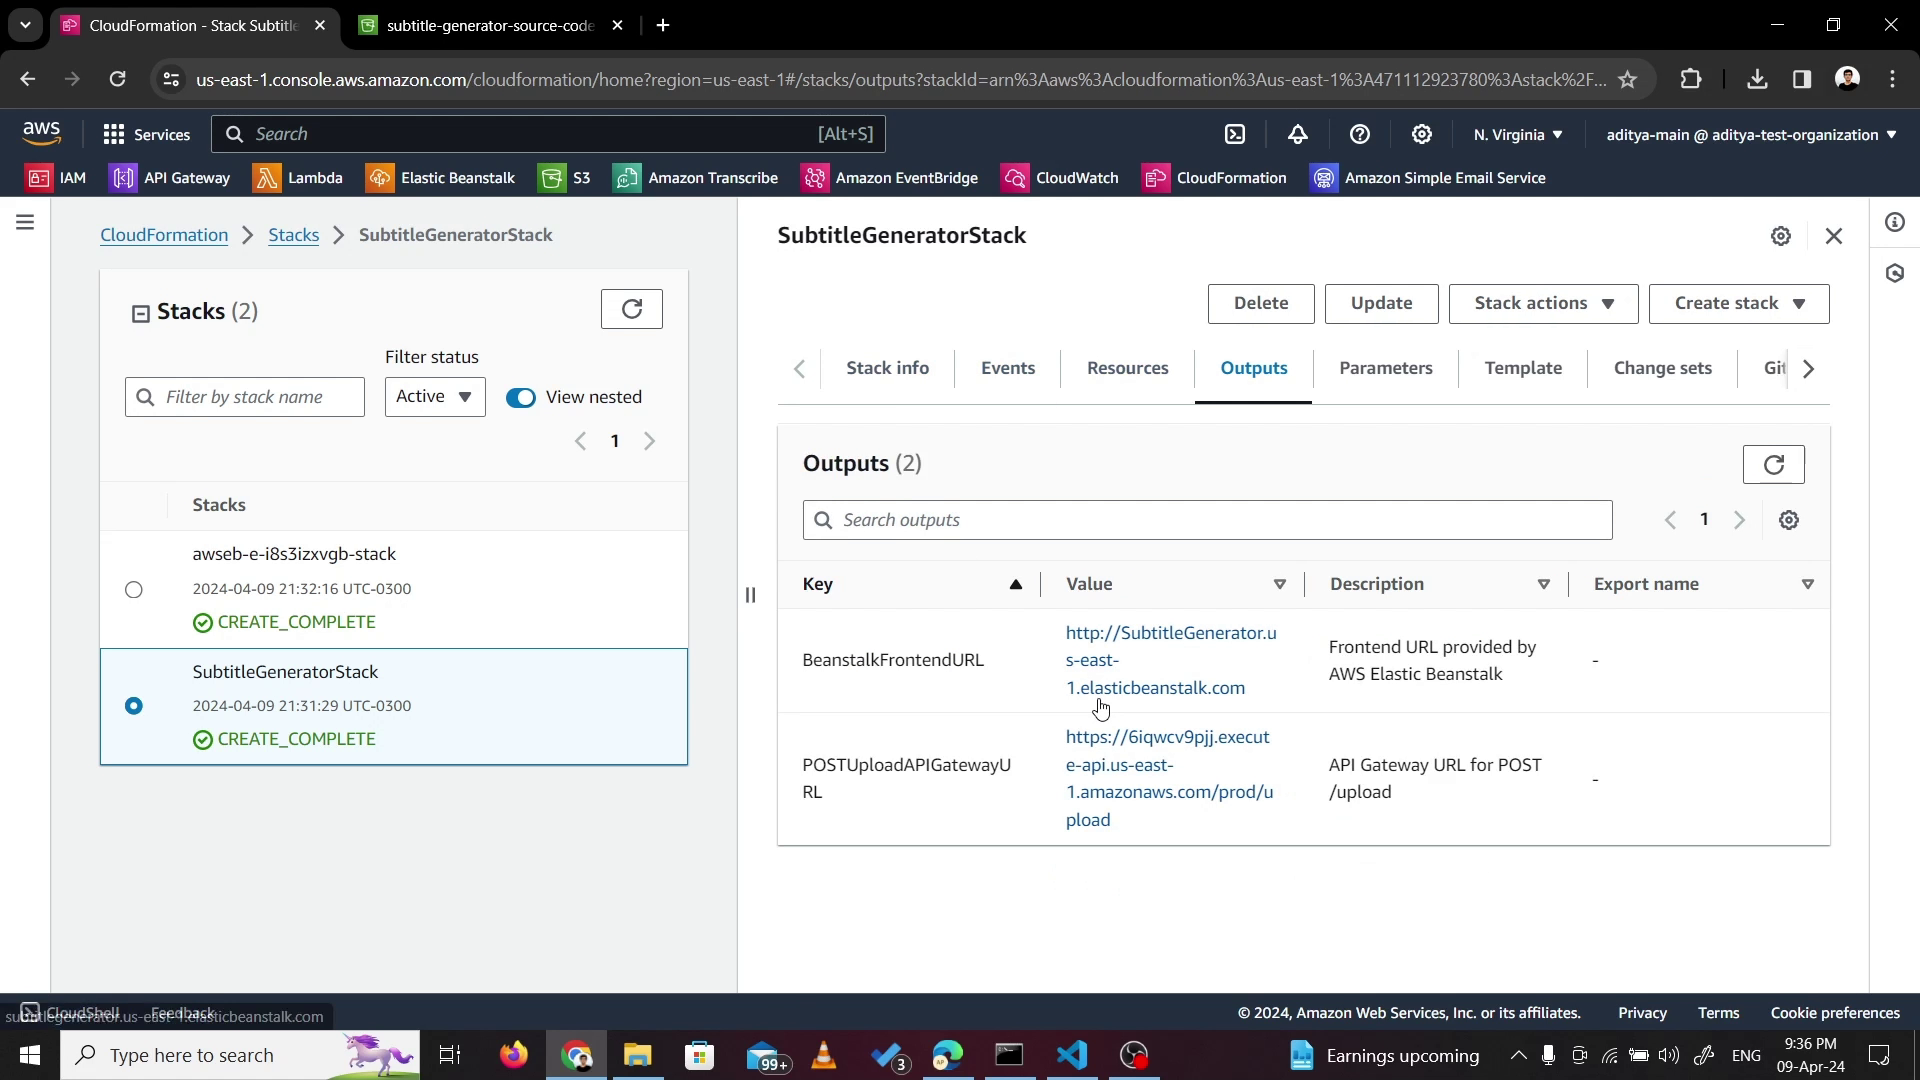 CloudFormation - Stack Subtitle
subtitle-generator-source-code
us-east-1.console.aws.amazon.com/cloudformation/home?region=us-east-1#/stacks/outputs?stackId=arn%3Aaws%3Acloudformation%3Aus-east-1%3A471112923780%3Astack%2F...
aws
Services
Search
[Alt+S]
N. Virginia
aditya-main @ aditya-test-organization
IAM
API Gateway
Lambda
Elastic Beanstalk
S3
Amazon Transcribe
Amazon EventBridge
CloudWatch
CloudFormation
Amazon Simple Email Service
CloudFormation
Stacks
SubtitleGeneratorStack
Stacks (2)
Filter status
Filter by stack name
Active
View nested
1
Stacks
awseb-e-i8s3izxvgb-stack
2024-04-09 21:32:16 UTC-0300
CREATE_COMPLETE
SubtitleGeneratorStack
2024-04-09 21:31:29 UTC-0300
CREATE_COMPLETE
SubtitleGeneratorStack
Delete
Update
Stack actions
Create stack
Stack info
Events
Resources
Outputs
Parameters
Template
Change sets
Git
Outputs (2)
Search outputs
1
Key
Value
Description
Export name
BeanstalkFrontendURL
http://SubtitleGenerator.u
s-east-
1.elasticbeanstalk.com
Frontend URL provided by
AWS Elastic Beanstalk
-
POSTUploadAPIGatewayU
RL
https://6iqwcv9pjj.execut
e-api.us-east-
1.amazonaws.com/prod/u
pload
API Gateway URL for POST
/upload
-
CloudShell
Feedback
subtitlegenerator.us-east-1.elasticbeanstalk.com
© 2024, Amazon Web Services, Inc. or its affiliates.
Privacy
Terms
Cookie preferences
Type here to search
99+
3
Earnings upcoming
ENG
9:36 PM
09-Apr-24